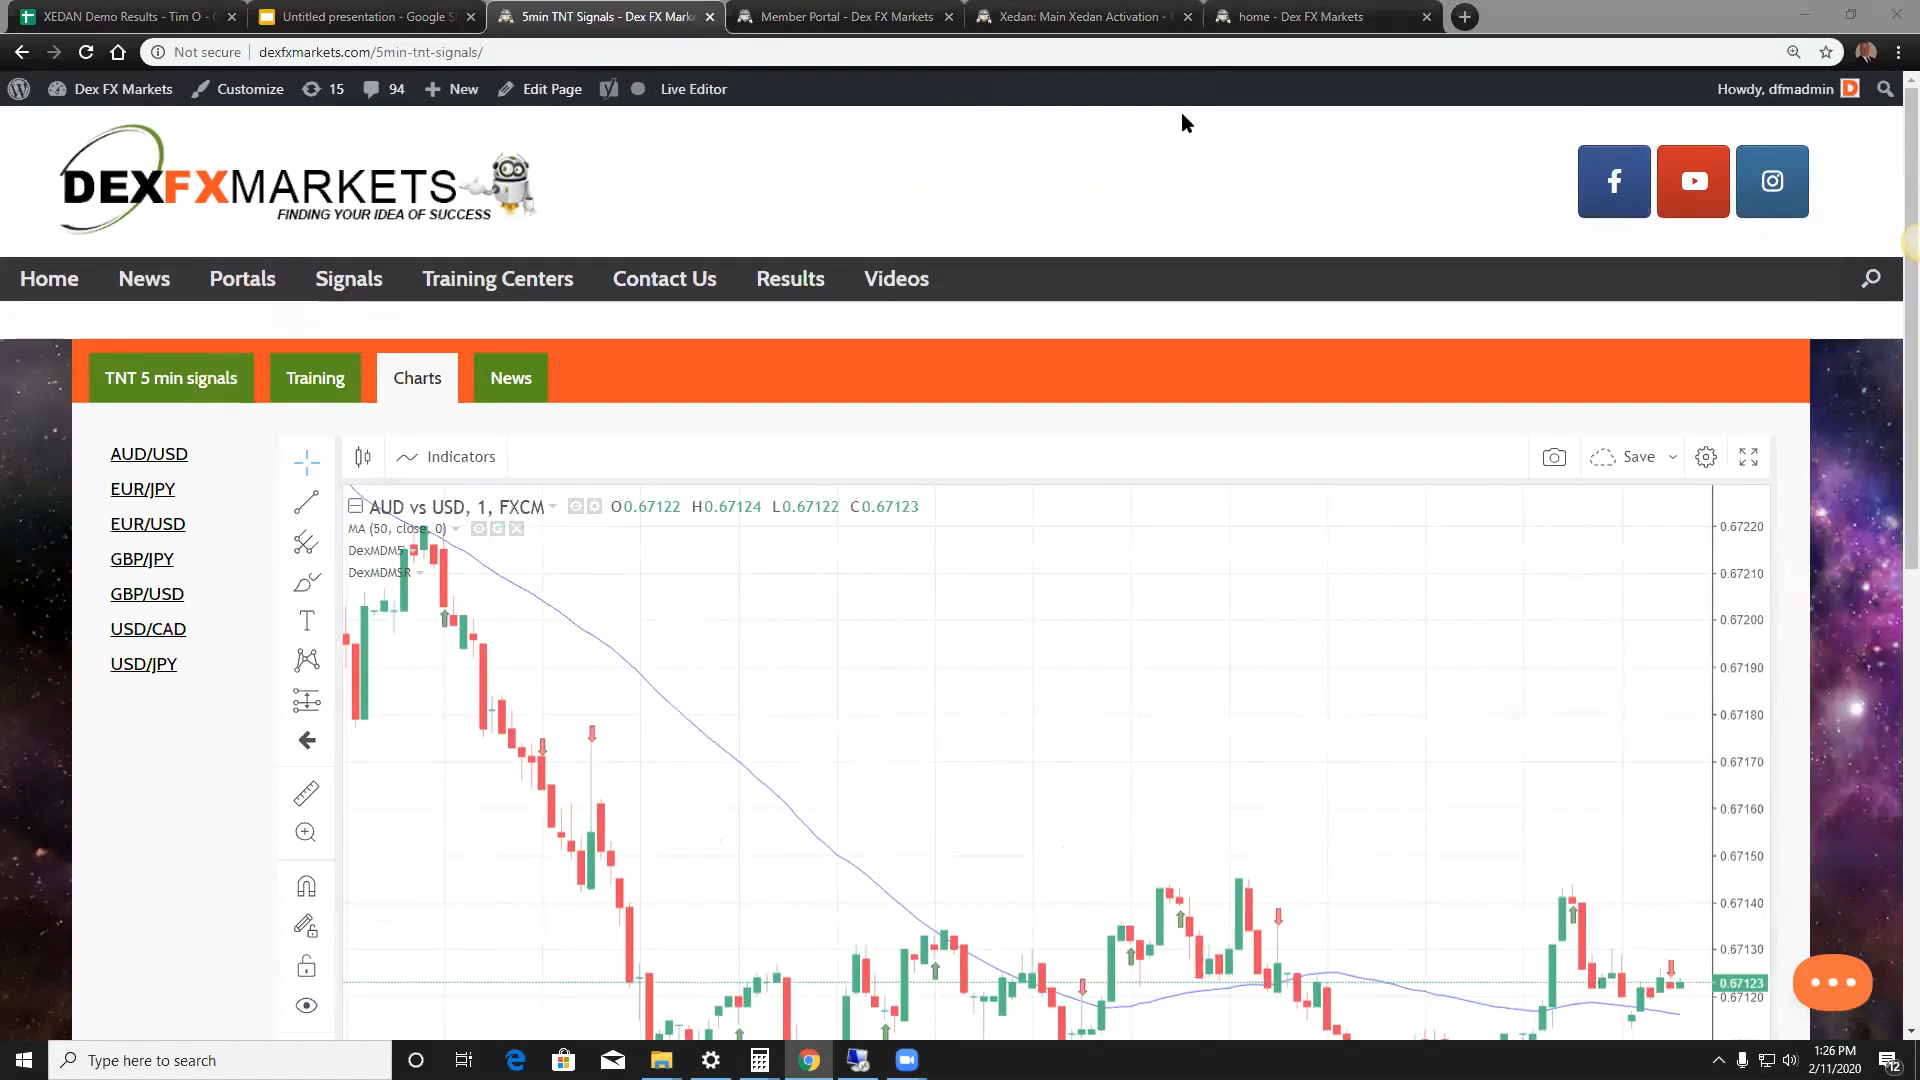 XEDAN Demo Results - Tim O -
Untitled presentation - Google S
5min TNT Signals - Dex FX Marke
Member Portal - Dex FX Markets
Xedan: Main Xedan Activation -
home - Dex FX Markets
Not secure
dexfxmarkets.com/5min-tnt-signals/
Dex FX Markets
Customize
15
94
New
Edit Page
Live Editor
Howdy, dfmadmin
DEXFXMARKETS
FINDING YOUR IDEA OF SUCCESS
Home
News
Portals
Signals
Training Centers
Contact Us
Results
Videos
TNT 5 min signals
Training
Charts
News
AUD/USD
EUR/JPY
EUR/USD
GBP/JPY
GBP/USD
USD/CAD
USD/JPY
Indicators
Save
AUD vs USD, 1, FXCM
O0.67122 H0.67124 L0.67122 C0.67123
MA (50, close, 0)
DexMDM5
DexMDMSR
0.67220
0.67210
0.67200
0.67190
0.67180
0.67170
0.67160
0.67150
0.67140
0.67130
0.67123
0.67120
Type here to search
1:26 PM
2/11/2020
12